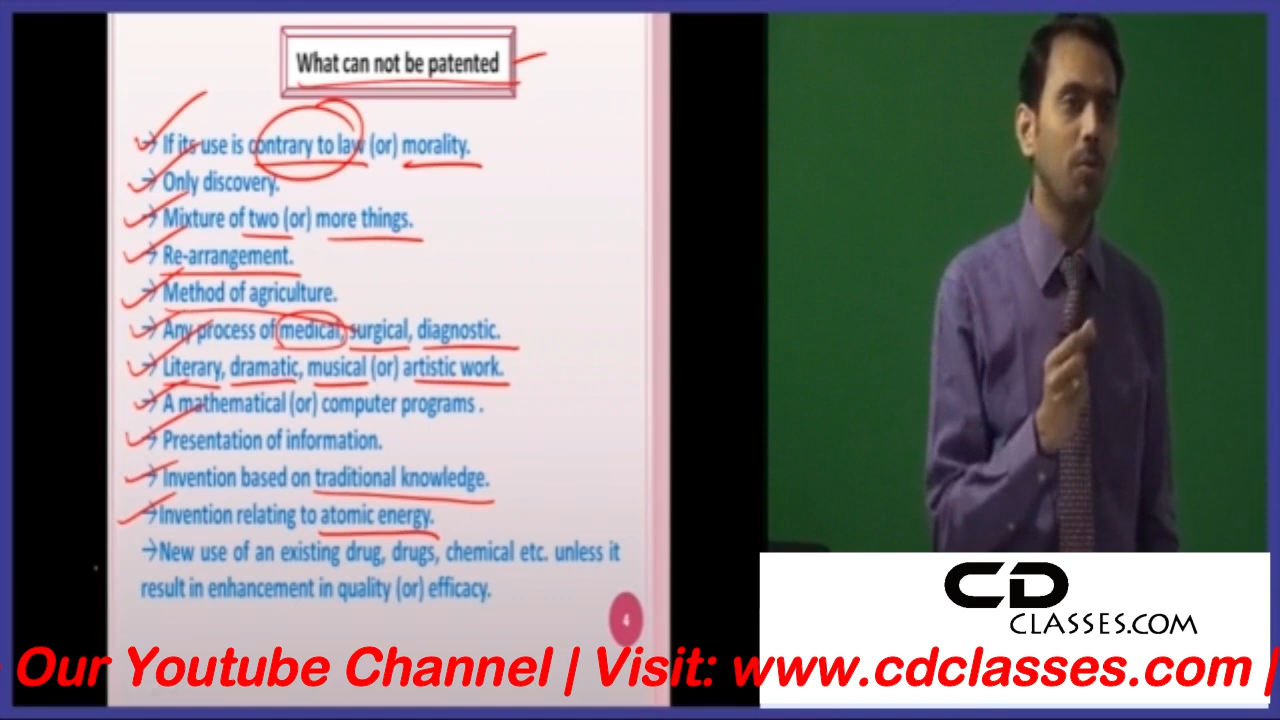 What can not be patented
→ If its use is contrary to law (or) morality.
→ Only discovery.
→ Mixture of two (or) more things.
→ Re-arrangement.
→ Method of agriculture.
→ Any process of medical, surgical, diagnostic.
→ Literary, dramatic, musical (or) artistic work.
→ A mathematical (or) computer programs .
→ Presentation of information.
→ Invention based on traditional knowledge.
→Invention relating to atomic energy.
→New use of an existing drug, drugs, chemical etc. unless it
result in enhancement in quality (or) efficacy.
4
CD
CLASSES.COM
Our Youtube Channel | Visit: www.cdclasses.com |